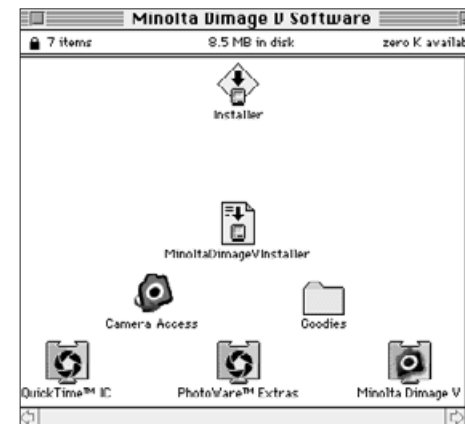 Minolta Dimage V Software
7 items 8.5 MB in disk zero K availab
Installer
MinoltaDimageVInstaller
Camera Access Goodies
QuickTime™ IC PhotoWare™ Extras Minolta Dimage V